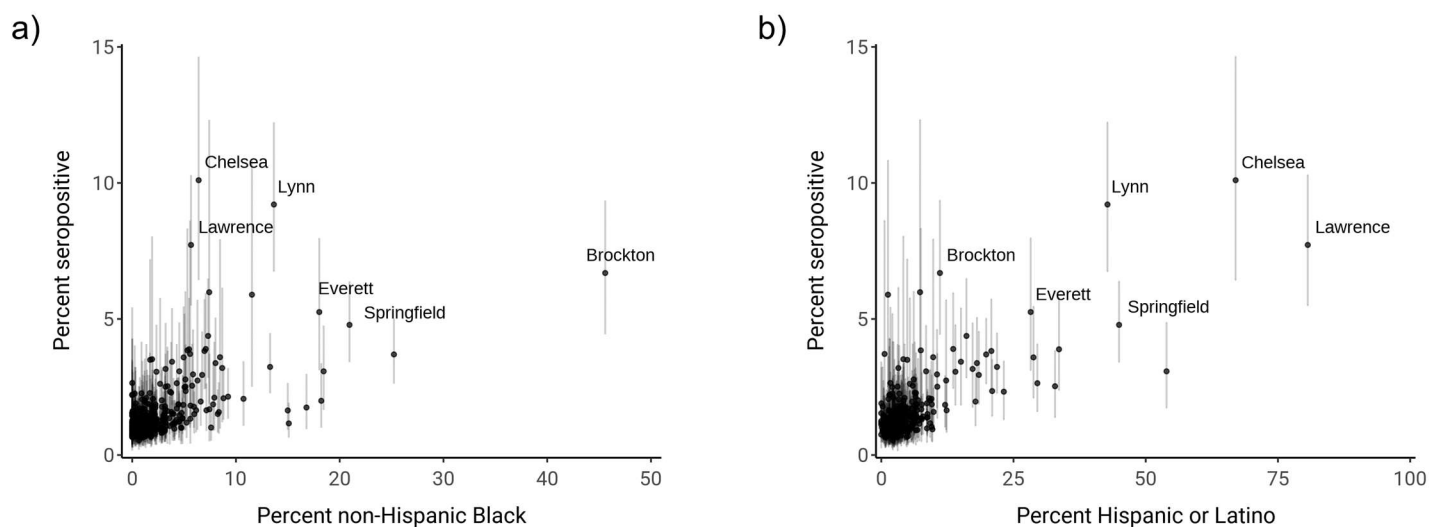 a)
Percent seropositive
15
10
5
0
Chelsea
Lynn
Lawrence
Brockton
Everett
Springfield
0 10 20 30 40 50
Percent non-Hispanic Black
b)
Percent seropositive
15
10
5
0
Chelsea
Lynn
Lawrence
Brockton
Everett
Springfield
0 25 50 75 100
Percent Hispanic or Latino